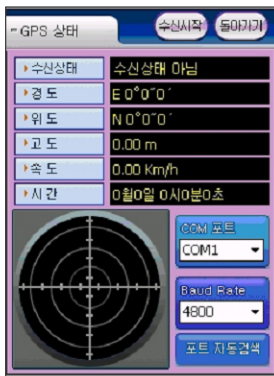 GPS 상태
수신시작
돌아가기
수신상태 수신상태 아님
경 도 E 0°0˝0´
위 도 N 0°0˝0´
고 도 0.00 m
속 도 0.00 Km/h
시 간 0월0일 0시0분0초
COM 포트
COM1
Baud Rate
4800
포트 자동검색